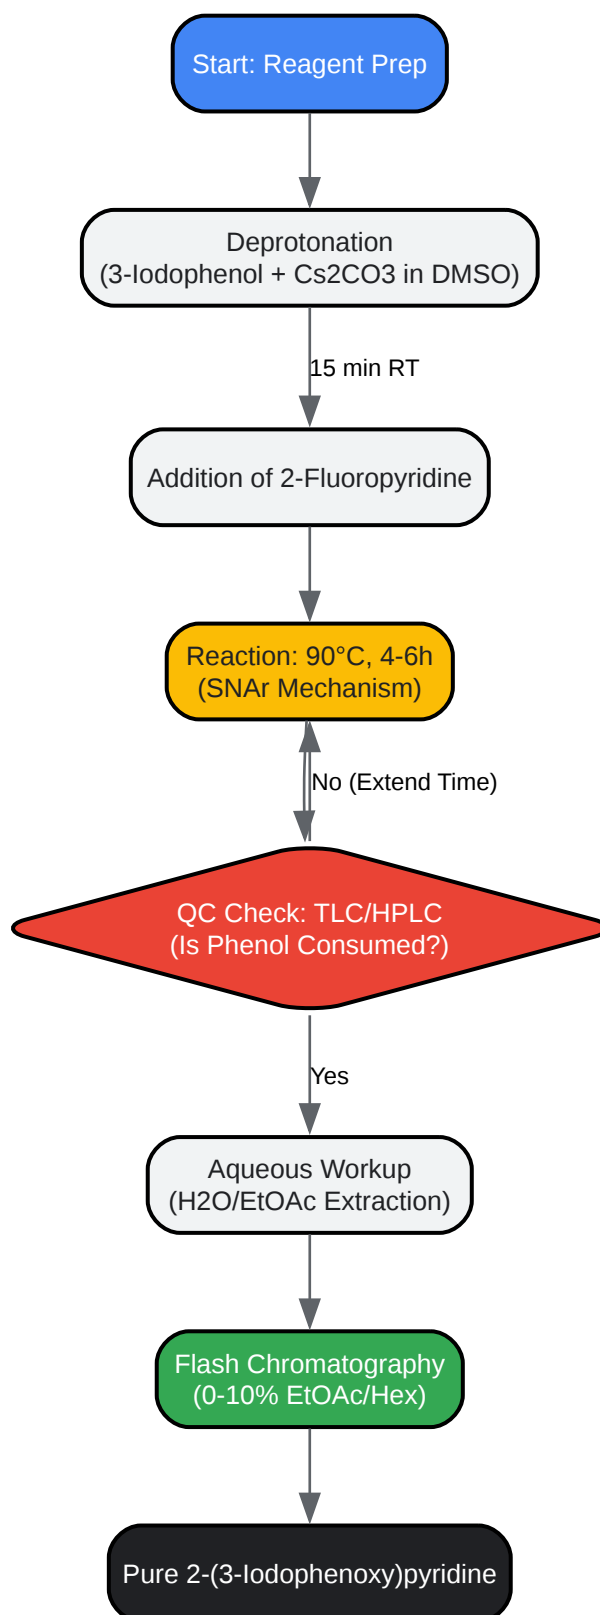 Start: Reagent Prep
Deprotonation
(3-Iodophenol + Cs2CO3 in DMSO)
15 min RT
Addition of 2-Fluoropyridine
Reaction: 90°C, 4-6h
(SNAr Mechanism)
No (Extend Time)
QC Check: TLC/HPLC
(Is Phenol Consumed?)
Yes
Aqueous Workup
(H2O/EtOAc Extraction)
Flash Chromatography
(0-10% EtOAc/Hex)
Pure 2-(3-Iodophenoxy)pyridine